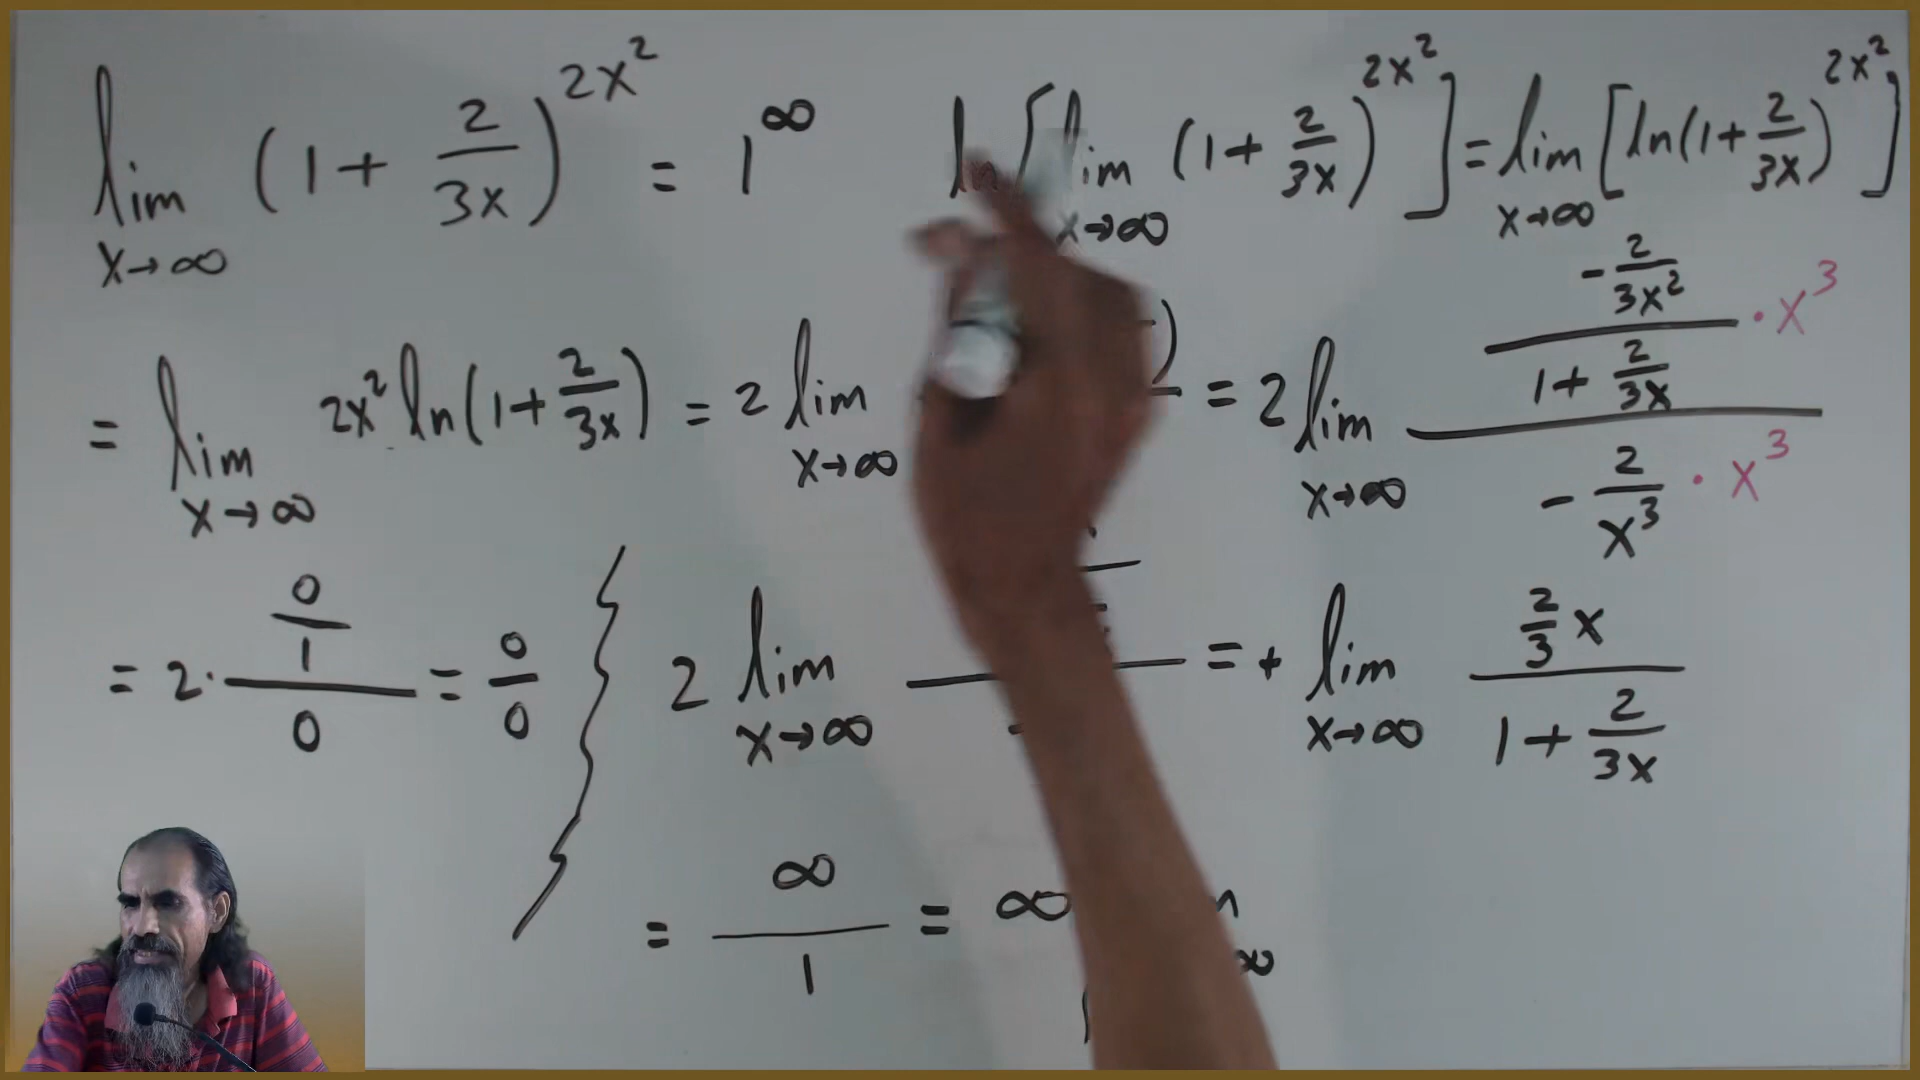 lim x→∞ (1 + 2/3x)^2x² = 1^∞
ln[lim x→∞ (1 + 2/3x)^2x²] = lim x→∞ [ln(1 + 2/3x)^2x²]
= lim x→∞ 2x² ln(1 + 2/3x) = 2 lim x→∞
= 2 lim x→∞ -2/3x² / 1 + 2/3x · x³ / -2/x³ · x³
= 2 · 0/1 / 0 = 0/0
2 lim x→∞
= + lim x→∞ 2/3 x / 1 + 2/3x
= ∞/1 = ∞